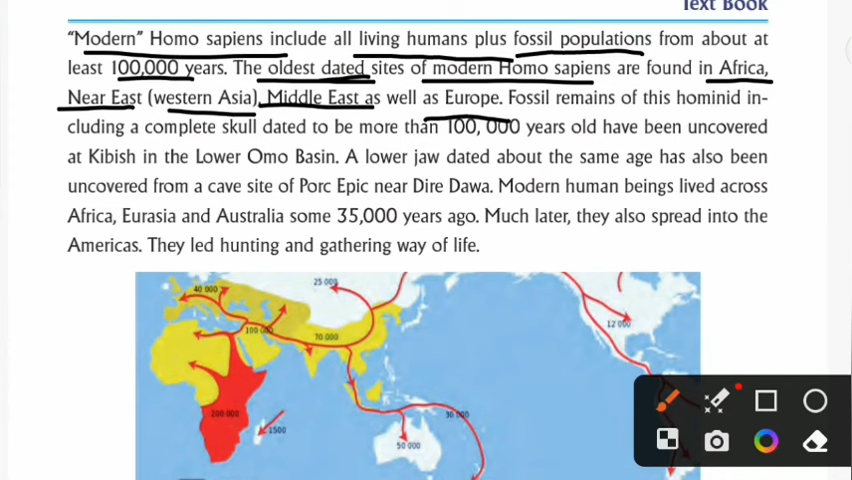 Text Book
“Modern” Homo sapiens include all living humans plus fossil populations from about at
least 100,000 years. The oldest dated sites of modern Homo sapiens are found in Africa,
Near East (western Asia), Middle East as well as Europe. Fossil remains of this hominid in-
cluding a complete skull dated to be more than 100, 000 years old have been uncovered
at Kibish in the Lower Omo Basin. A lower jaw dated about the same age has also been
uncovered from a cave site of Porc Epic near Dire Dawa. Modern human beings lived across
Africa, Eurasia and Australia some 35,000 years ago. Much later, they also spread into the
Americas. They led hunting and gathering way of life.
25 000
40 000
12 000
100 000
70 000
200 000
30 000
1500
50 000